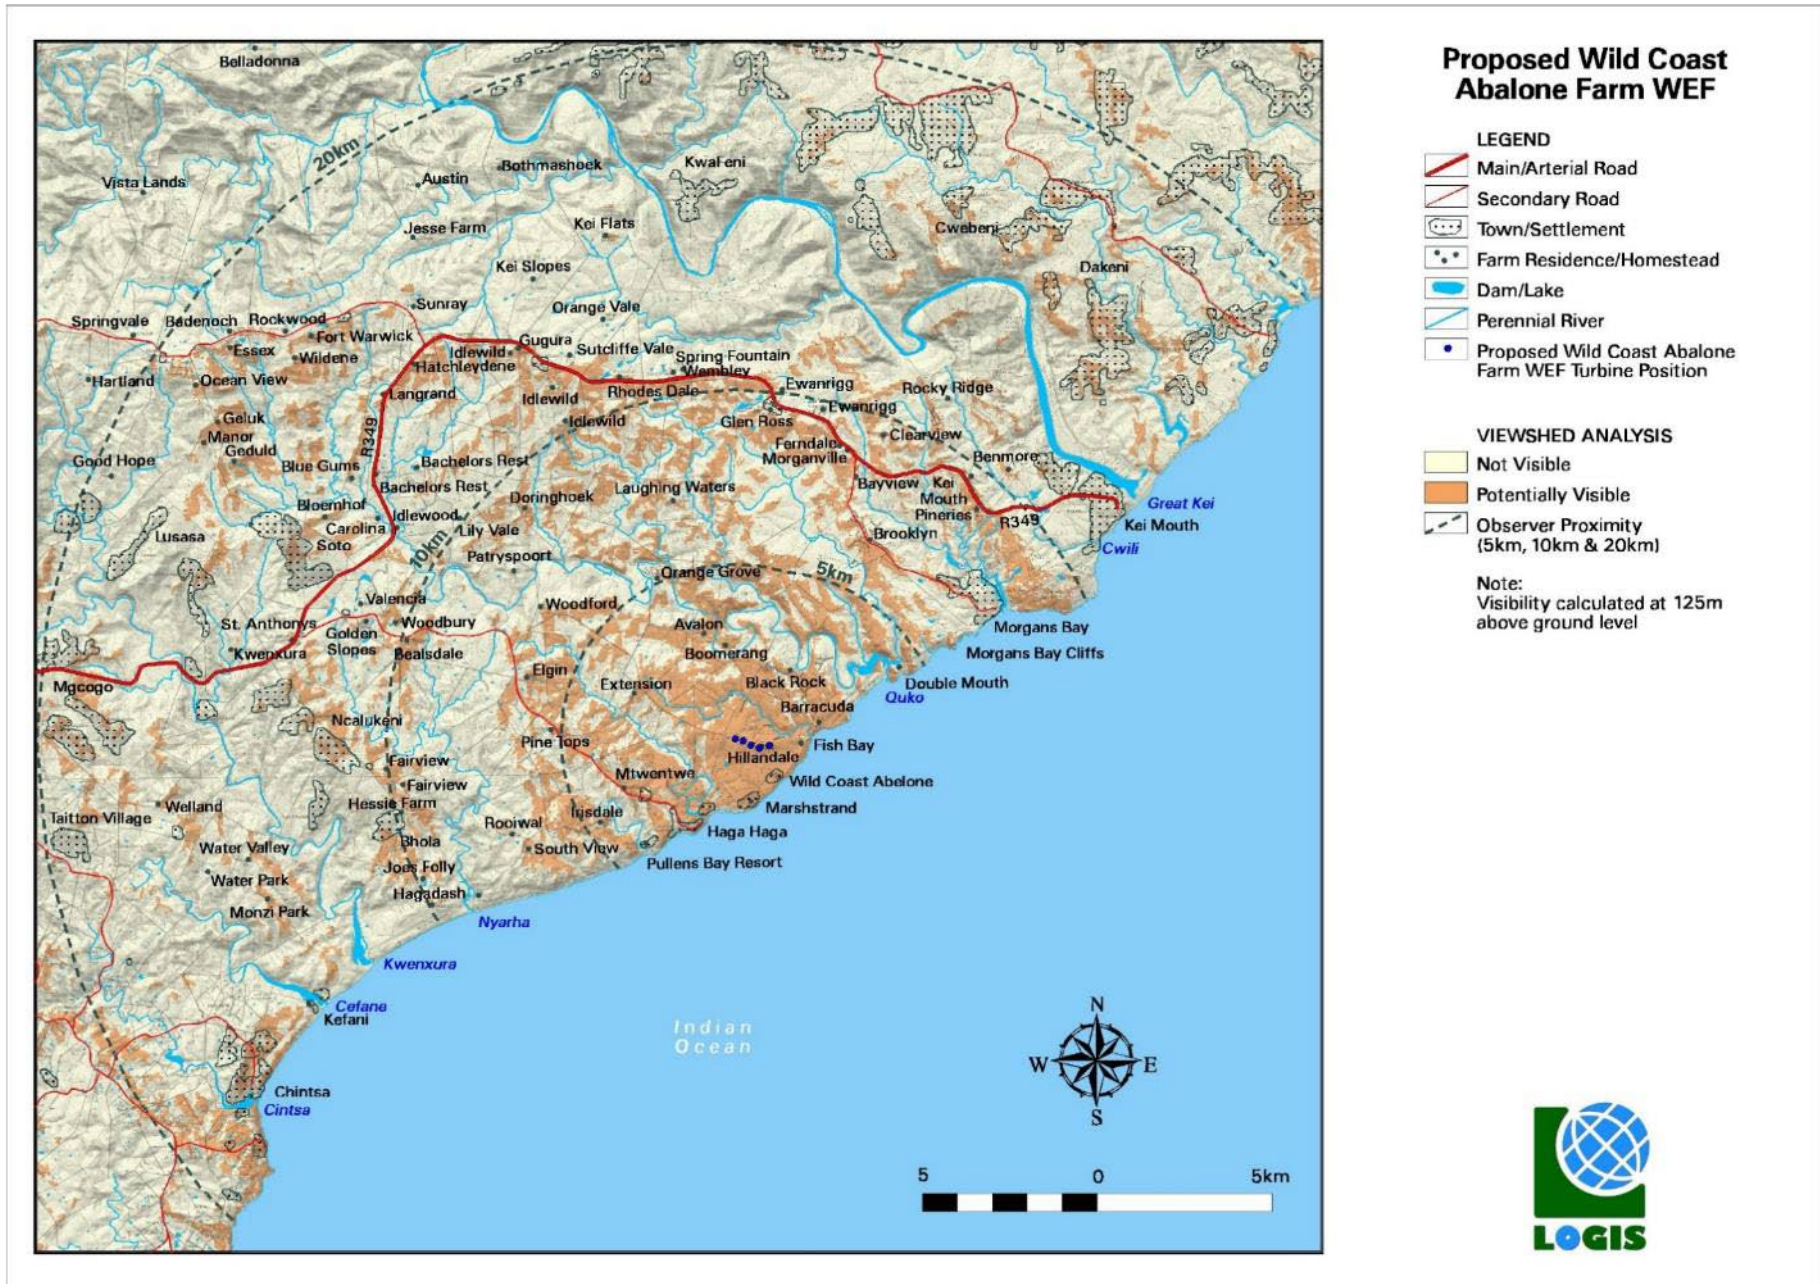 Proposed Wild Coast
Abalone Farm WEF
LEGEND
Main/Arterial Road
Secondary Road
Town/Settlement
Farm Residence/Homestead
Dam/Lake
Perennial River
Proposed Wild Coast Abalone
Farm WEF Turbine Position
VIEWSHED ANALYSIS
Not Visible
Potentially Visible
Observer Proximity
(5km, 10km & 20km)
Note:
Visibility calculated at 125m
above ground level
Belladonna
20km
Vista Lands
Austin
Bothmashoek
Jesse Farm
Kei Flats
Cwebeni
Kei Slopes
Dakeni
Sunray
Orange Vale
Springvale
Badenoch
Rockwood
Fort Warwick
Essex
Wildene
Idlewild
Gugura
Sutcliffe Vale
Spring Fountain
Wembley
Hatchleydene
Hartland
Ocean View
Langrand
Idlewild
Rhodes Dale
Ewanrigg
Rocky Ridge
Geluk
Manor
Geduld
R349
Idlewild
Glen Ross
Ewanrigg
Ferndale
Morganville
Clearview
Good Hope
Blue Gums
Bachelors Rest
Bachelors Rest
Benmore
Doringhoek
Laughing Waters
Bayview
Kei
Mouth
Pineries
Great Kei
Bloemhof
Idlewood
Carolina
Lusasa
Soto
Lily Vale
R349
Kei Mouth
Brooklyn
Cwili
10km
Patryspoort
Orange Grove
5km
Valencia
Woodford
St. Anthonys
Golden
Slopes
Woodbury
Avalon
Morgans Bay
Kwenxura
Bealsdale
Boomerang
Morgans Bay Cliffs
Elgin
Mgcogo
Extension
Black Rock
Double Mouth
Quko
Barracuda
Ncalukeni
Pine Tops
Fish Bay
Hillandale
Fairview
Mtwentwe
Wild Coast Abelone
Fairview
Welland
Hessie Farm
Marshstrand
Taitton Village
Irisdale
Rooiwal
Haga Haga
Water Valley
Bhola
South View
Pullens Bay Resort
Joes Folly
Water Park
Hagadash
Monzi Park
Nyarha
Kwenxura
Cefane
Kefani
Indian
Ocean
Chintsa
Cintsa
N
W
E
S
5
0
5km
LOGIS